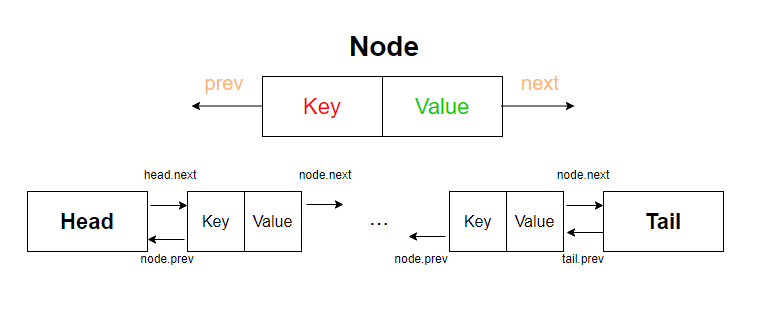 Node
prev
next
Key
Value
head.next
node.next
node.next
Head
Key
Value
...
Key
Value
Tail
node.prev
node.prev
tail.prev